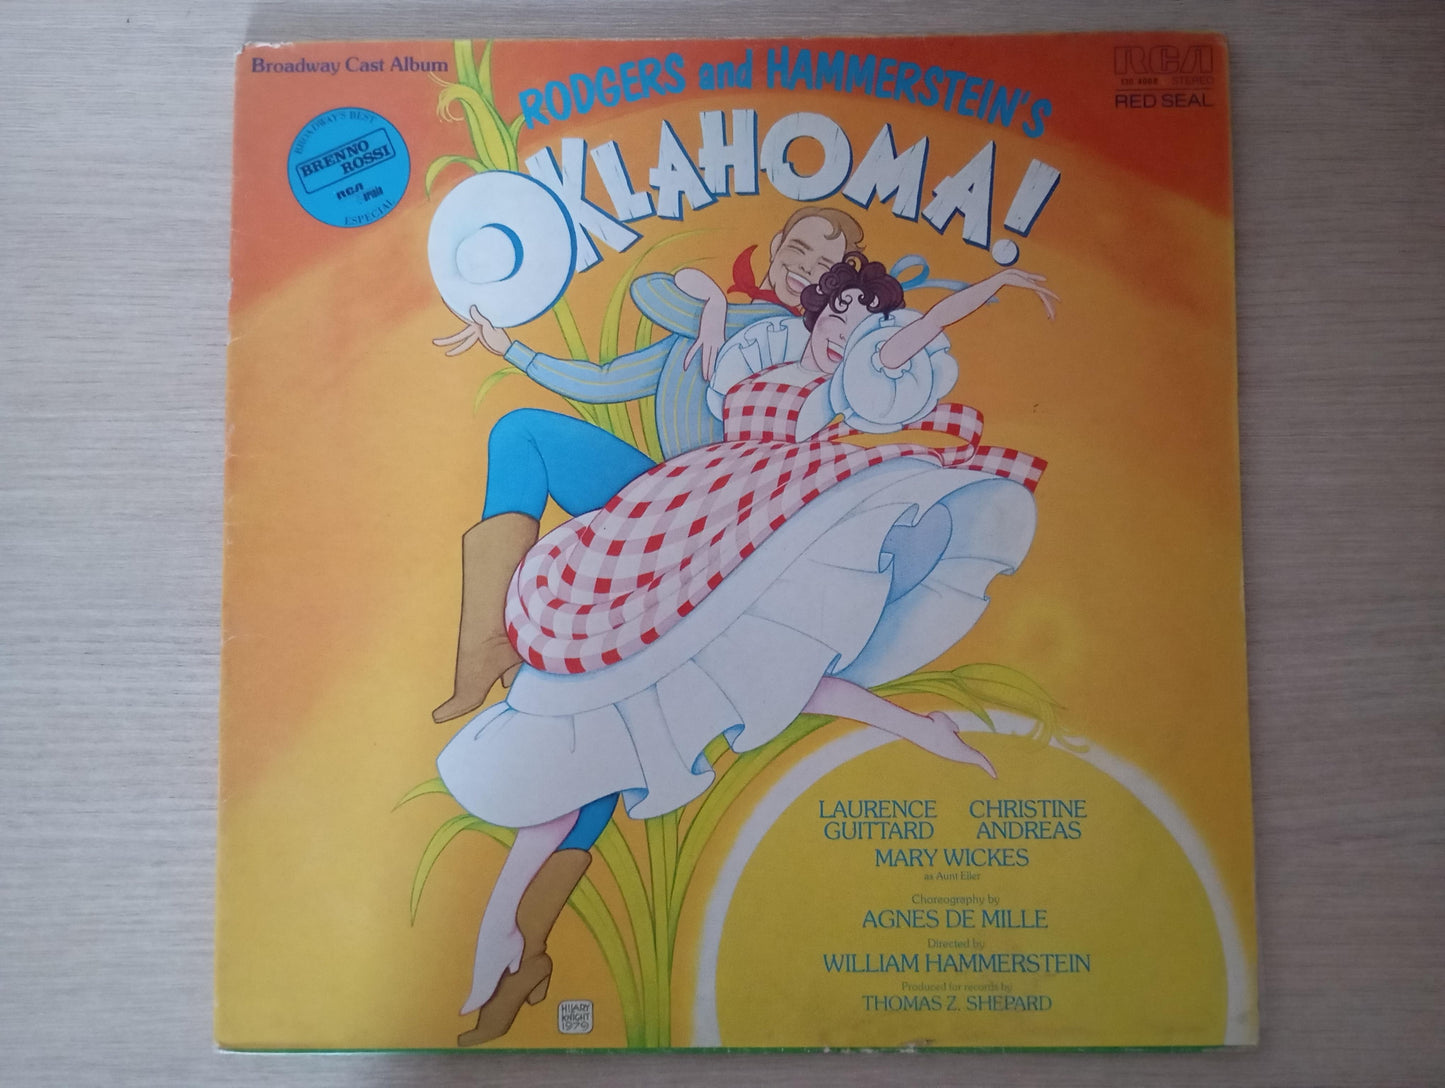 Broadway Cast Album
BROADWAY'S BEST
BRENNO
ROSSI
RCA
ESPECIAL
RODGERS and HAMMERSTEIN'S
OKLAHOMA!
RCA
STEREO
RED SEAL
LAURENCE GUITTARD
CHRISTINE ANDREAS
MARY WICKES
as Aunt Eller
Choreography by
AGNES DE MILLE
Directed by
WILLIAM HAMMERSTEIN
Produced for records by
THOMAS Z. SHEPARD
HILARY
KNIGHT
1979